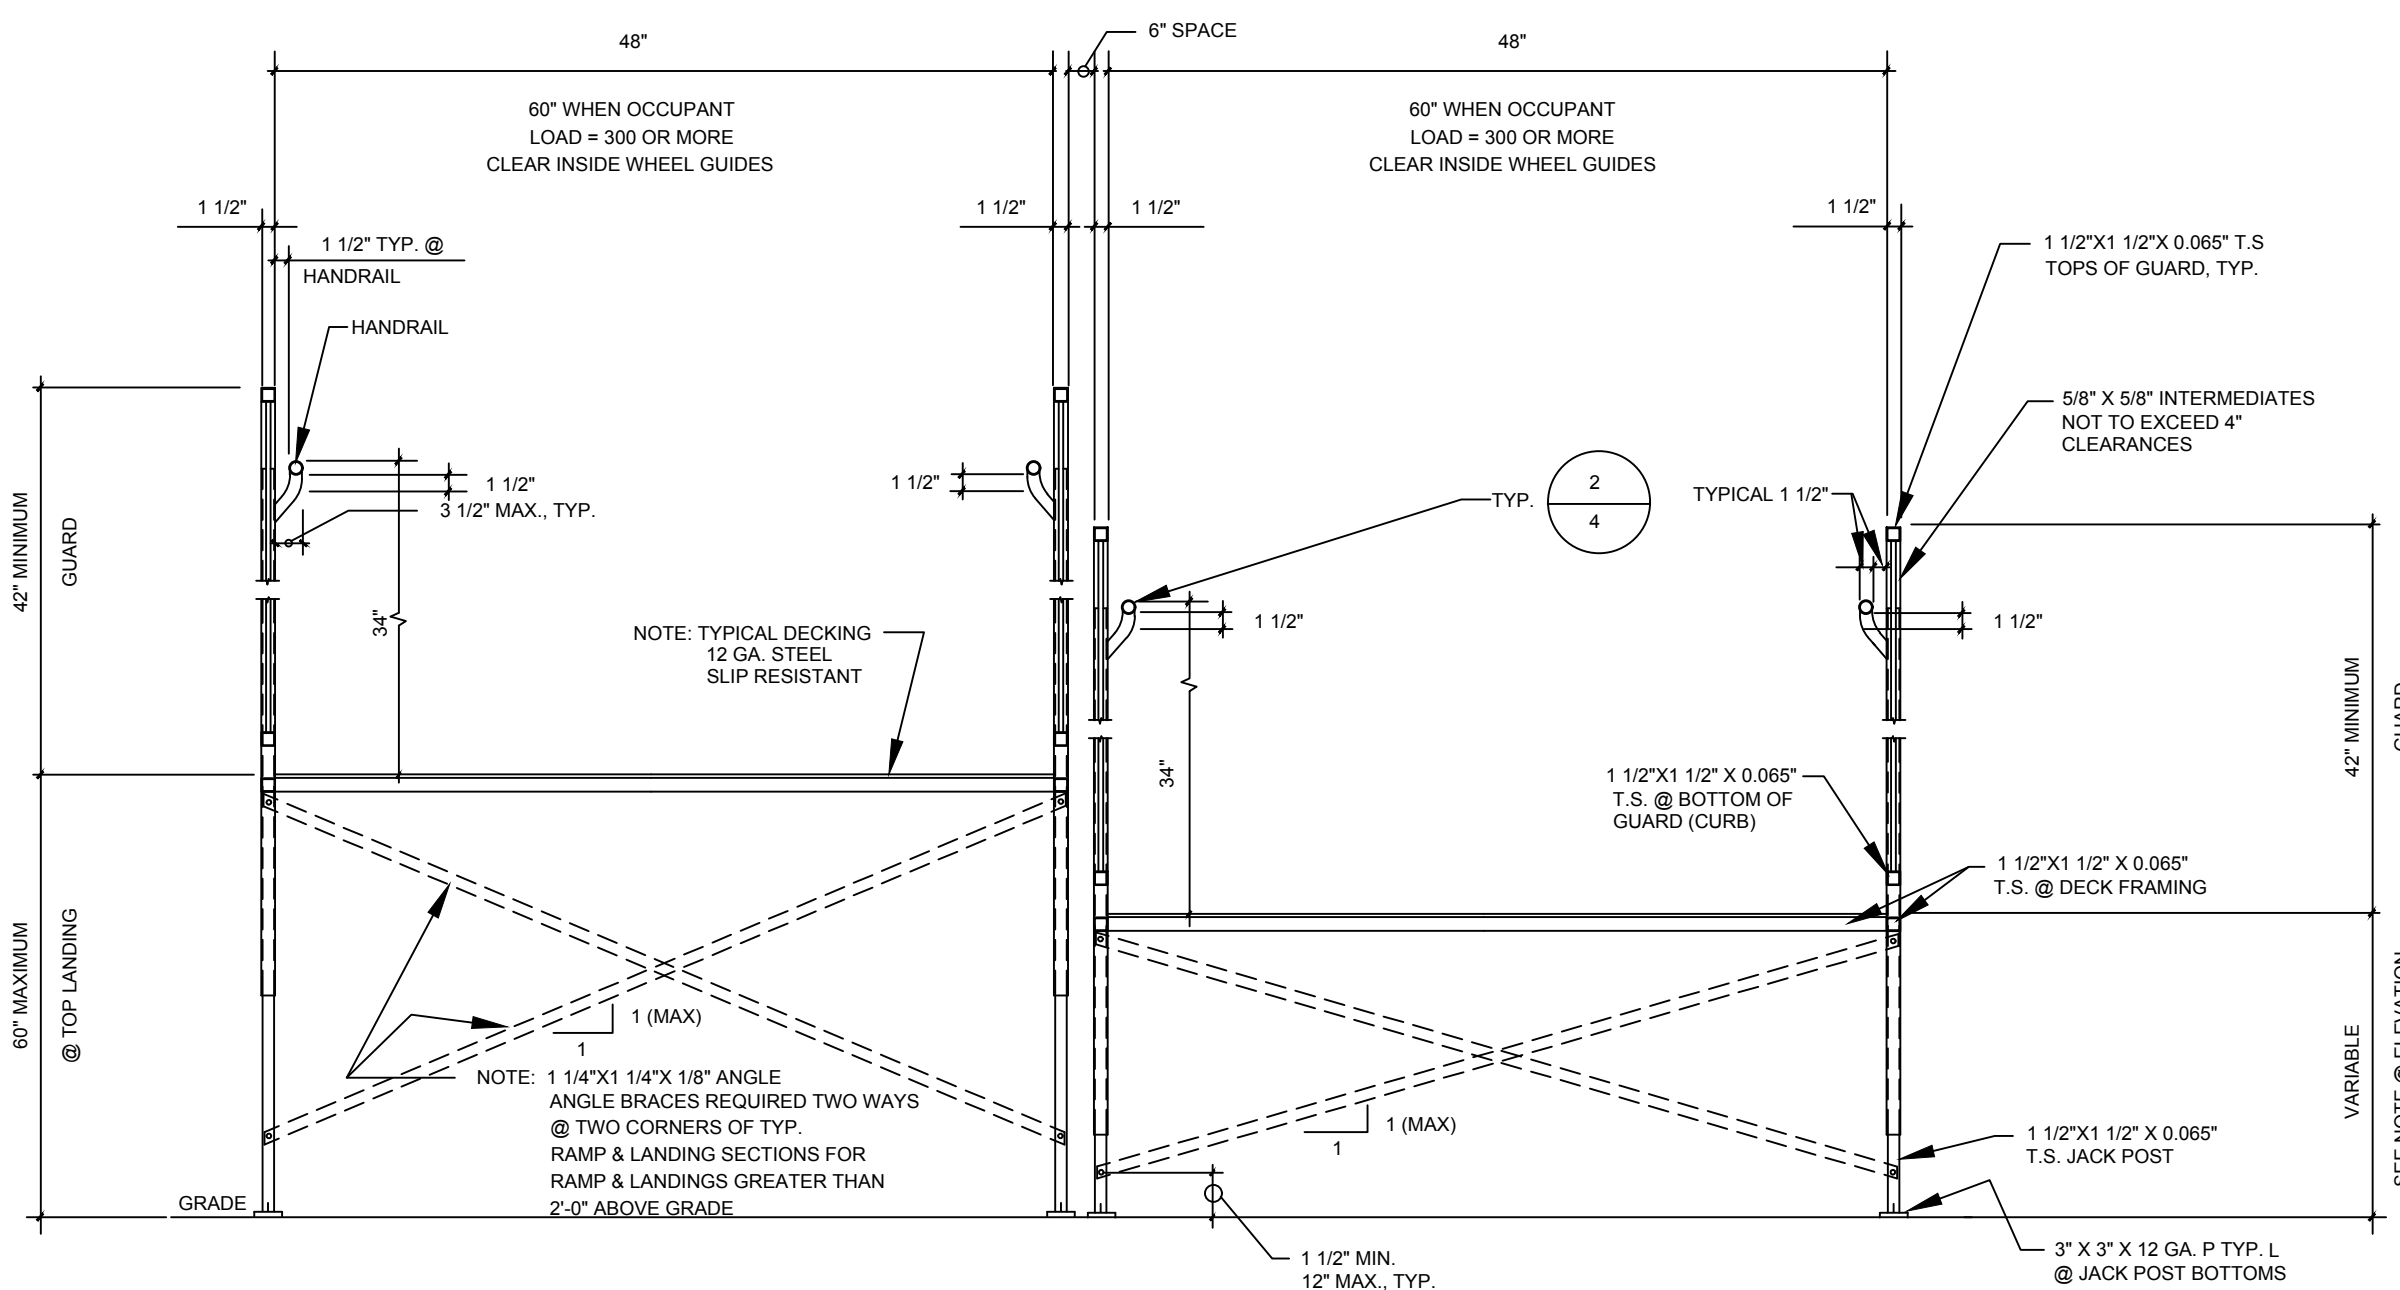 48"
6" SPACE
48"
60" WHEN OCCUPANT
LOAD = 300 OR MORE
CLEAR INSIDE WHEEL GUIDES
60" WHEN OCCUPANT
LOAD = 300 OR MORE
CLEAR INSIDE WHEEL GUIDES
1 1/2"
1 1/2"
1 1/2"
1 1/2"
1 1/2" TYP. @
HANDRAIL
HANDRAIL
1 1/2"X1 1/2"X 0.065" T.S
TOPS OF GUARD, TYP.
5/8" X 5/8" INTERMEDIATES
NOT TO EXCEED 4"
CLEARANCES
1 1/2"
3 1/2" MAX., TYP.
1 1/2"
TYP.
2
4
TYPICAL 1 1/2"
42" MINIMUM
GUARD
34"
NOTE: TYPICAL DECKING
12 GA. STEEL
SLIP RESISTANT
1 1/2"
1 1/2"
34"
42" MINIMUM
GUARD
1 1/2"X1 1/2" X 0.065"
T.S. @ BOTTOM OF
GUARD (CURB)
1 1/2"X1 1/2" X 0.065"
T.S. @ DECK FRAMING
60" MAXIMUM
@ TOP LANDING
1 (MAX)
1
NOTE: 1 1/4"X1 1/4"X 1/8" ANGLE
ANGLE BRACES REQUIRED TWO WAYS
@ TWO CORNERS OF TYP.
RAMP & LANDING SECTIONS FOR
RAMP & LANDINGS GREATER THAN
2'-0" ABOVE GRADE
GRADE
1 (MAX)
1
VARIABLE
SEE NOTE @ ELEVATION
1 1/2"X1 1/2" X 0.065"
T.S. JACK POST
1 1/2" MIN.
12" MAX., TYP.
3" X 3" X 12 GA. P TYP. L
@ JACK POST BOTTOMS